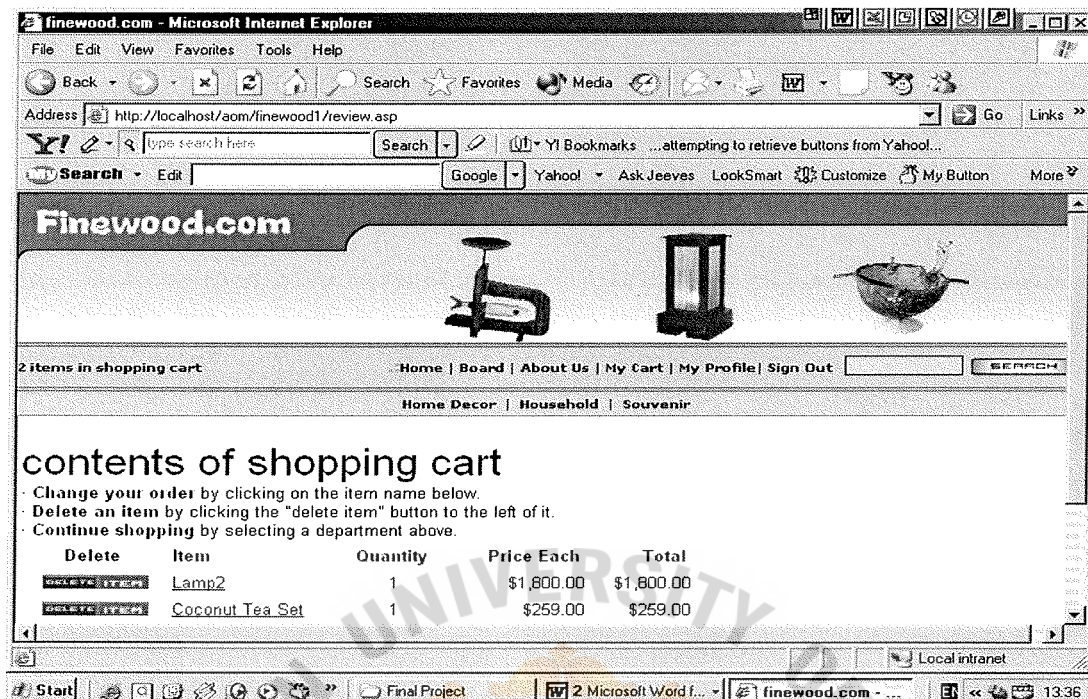 finewood.com - Microsoft Internet Explorer
File Edit View Favorites Tools Help
Back Search Favorites Media
Address http://localhost/aom/finewood1/review.asp Go Links »
Y! type search here Search Y! Bookmarks ...attempting to retrieve buttons from Yahoo!...
Search Edit Google Yahoo! Ask Jeeves LookSmart Customize My Button More
Finewood.com
2 items in shopping cart Home | Board | About Us | My Cart | My Profile| Sign Out SEARCH
Home Decor | Household | Souvenir
contents of shopping cart
· Change your order by clicking on the item name below.
· Delete an item by clicking the "delete item" button to the left of it.
· Continue shopping by selecting a department above.
Delete Item Quantity Price Each Total
DELETE ITEM Lamp2 1 $1,800.00 $1,800.00
DELETE ITEM Coconut Tea Set 1 $259.00 $259.00
UNIVERSITY
Local intranet
Start » Final Project 2 Microsoft Word f... finewood.com - ... « 13:36